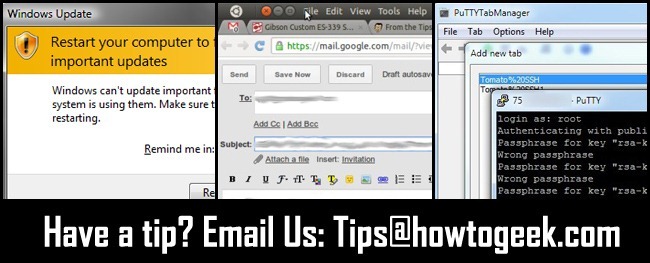 Windows Update
Restart your computer to
important updates
Windows can't update important
system is using them. Make sure
restarting.
Remind me in:
Re
File Edit View Tools Help
Gibson Custom ES-339 S...
From the Tips
https://mail.google.com/mail/?view
Send
Save Now
Discard
Draft autosave
To:
Add Cc | Add Bcc
Subject:
Attach a file Insert: Invitation
B I U
PuTTYTabManager
File Tab Tools Help
Add new tab
Tomato%20SSH
Tomato%20SSH1
75 - PuTTY
login as: root
Authenticating with publi
Passphrase for key "rsa-k
Wrong passphrase
Passphrase for key "rsa-k
Wrong passphrase
Passphrase for key "rsa-k
Have a tip? Email Us: Tips@howtogeek.com